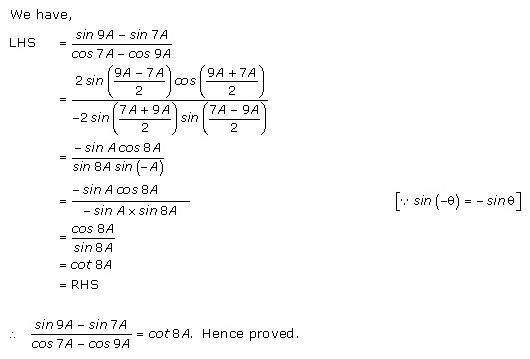 We have,
LHS = (sin 9A − sin 7A)/(cos 7A − cos 9A)
= (2 sin((9A − 7A)/2) cos((9A + 7A)/2))/(−2 sin((7A + 9A)/2) sin((7A − 9A)/2))
= (−sin A cos 8A)/(sin 8A sin (−A))
= (−sin A cos 8A)/(−sin A × sin 8A) [∵ sin (−θ) = − sin θ]
= cos 8A/sin 8A
= cot 8A
= RHS
∴ (sin 9A − sin 7A)/(cos 7A − cos 9A) = cot 8A. Hence proved.